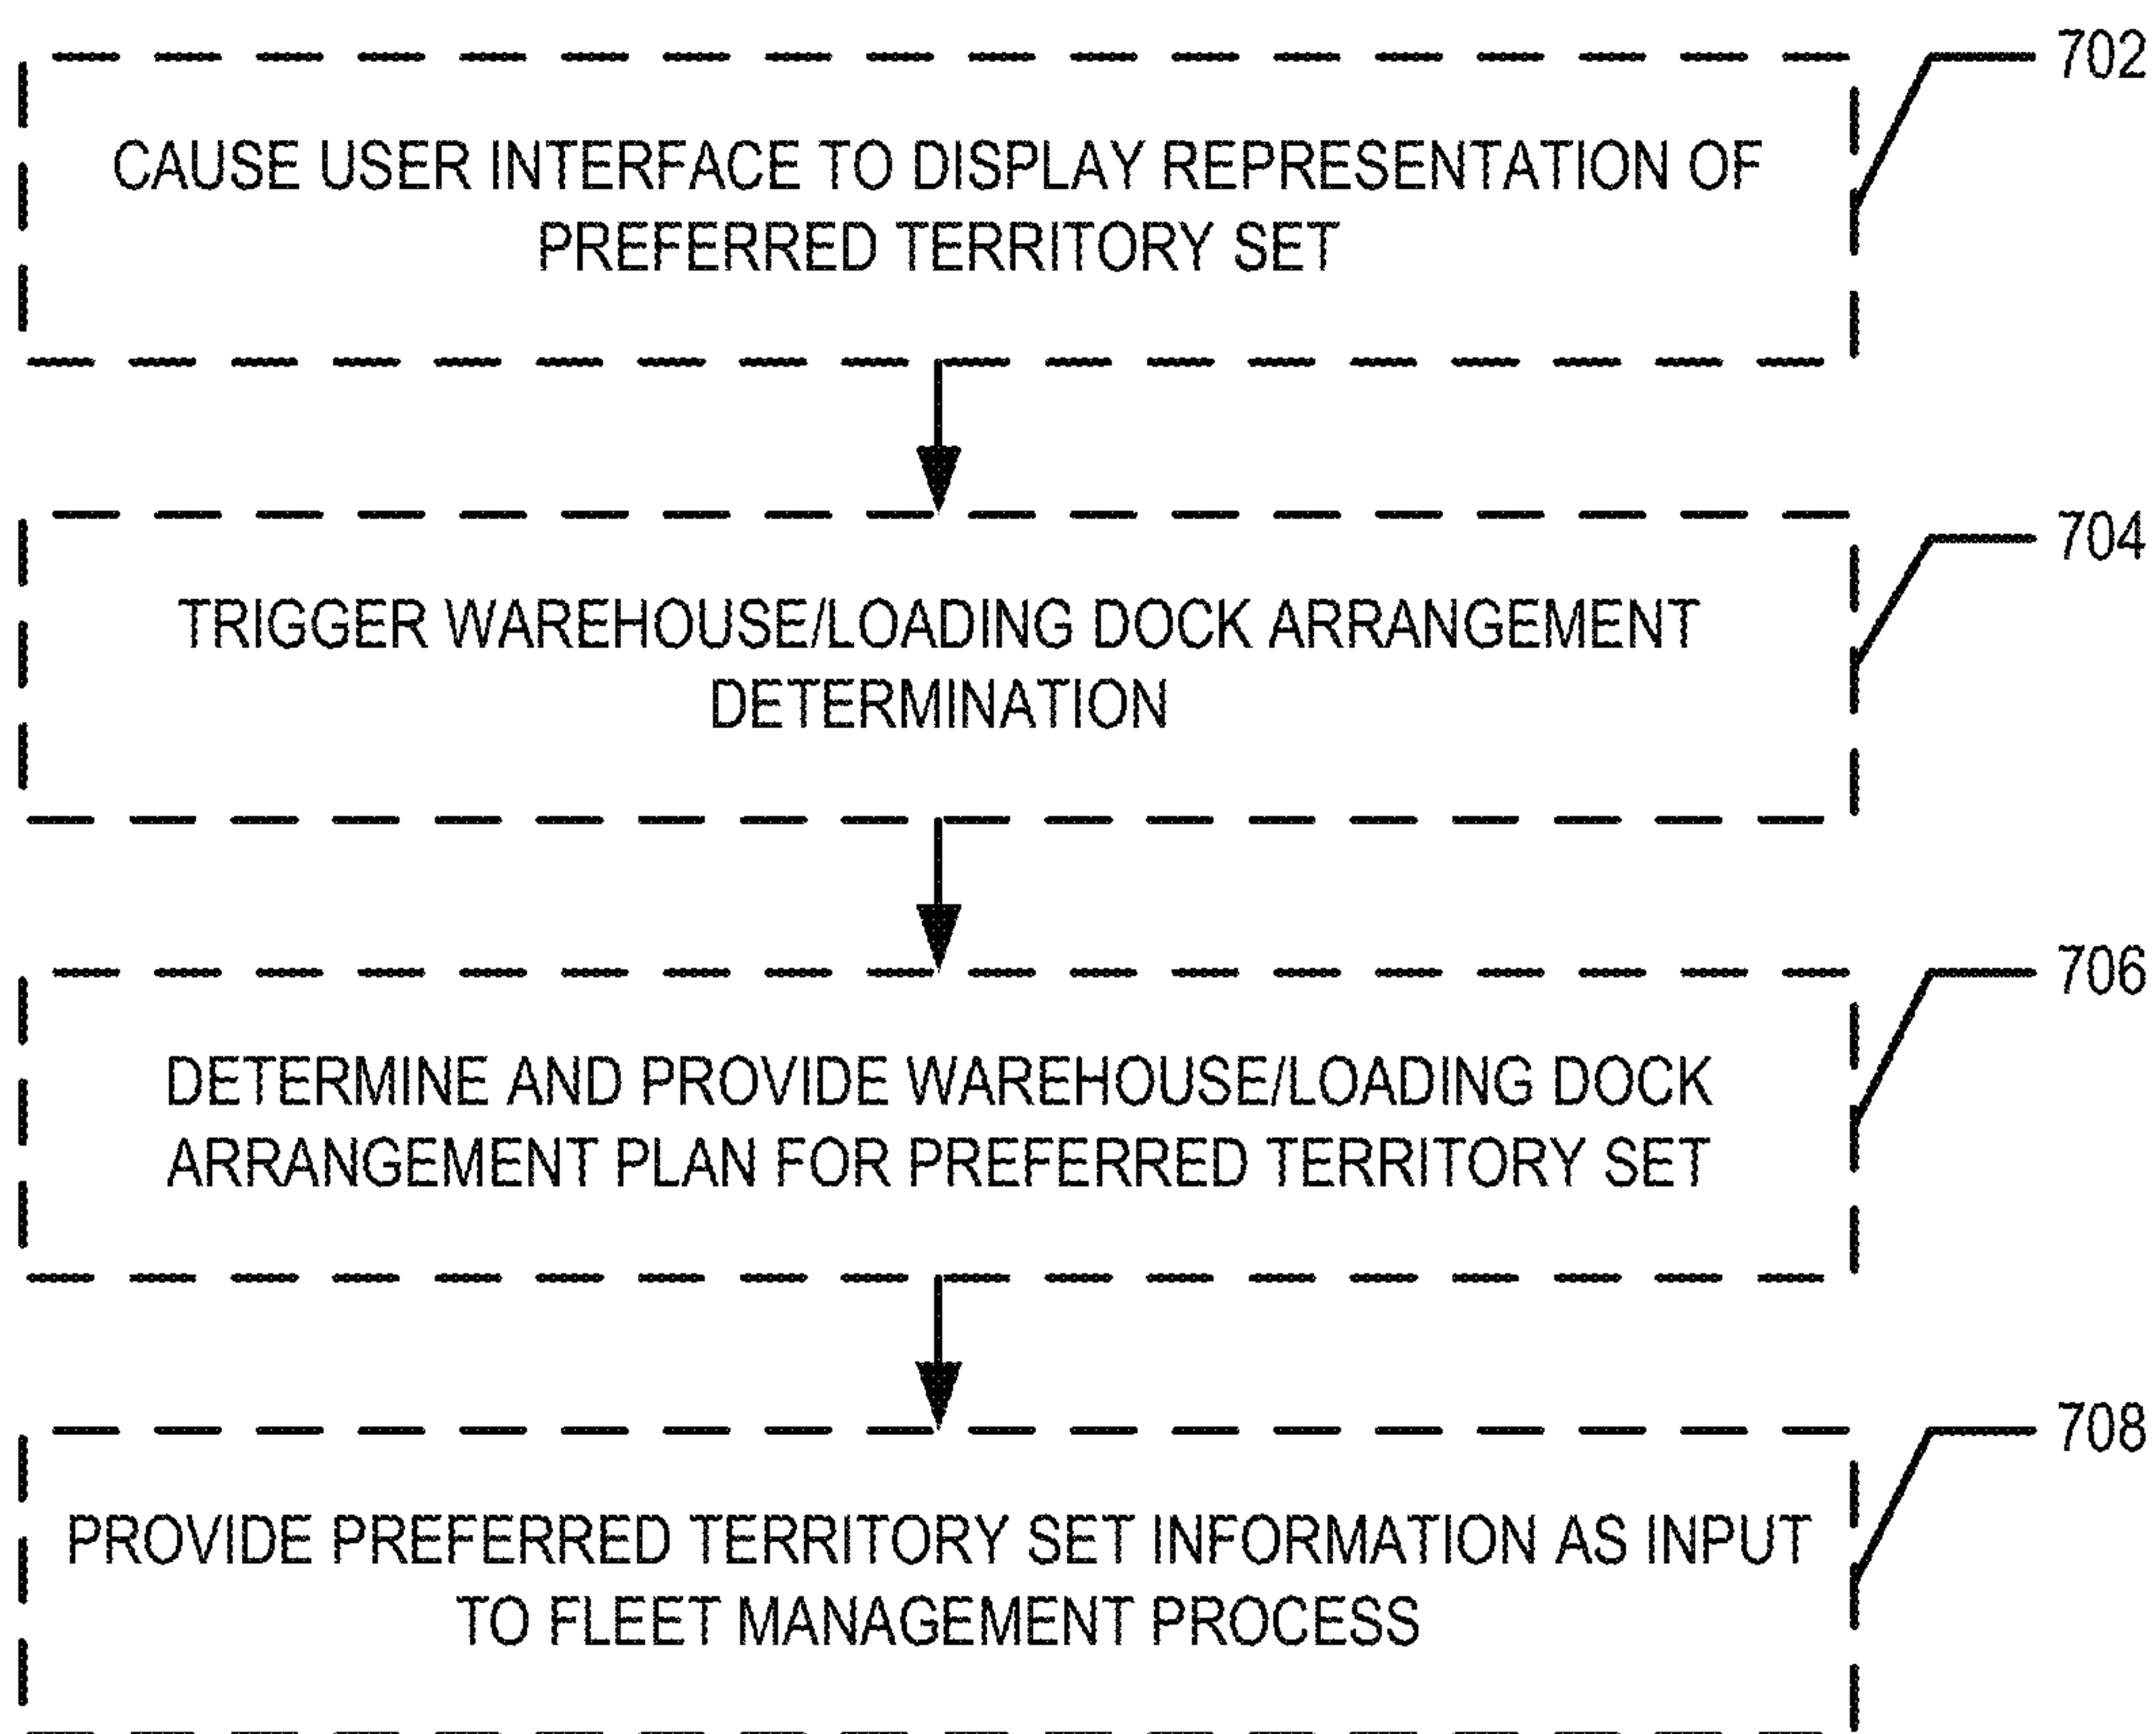 702
CAUSE USER INTERFACE TO DISPLAY REPRESENTATION OF
PREFERRED TERRITORY SET
704
TRIGGER WAREHOUSE/LOADING DOCK ARRANGEMENT
DETERMINATION
706
DETERMINE AND PROVIDE WAREHOUSE/LOADING DOCK
ARRANGEMENT PLAN FOR PREFERRED TERRITORY SET
708
PROVIDE PREFERRED TERRITORY SET INFORMATION AS INPUT
TO FLEET MANAGEMENT PROCESS